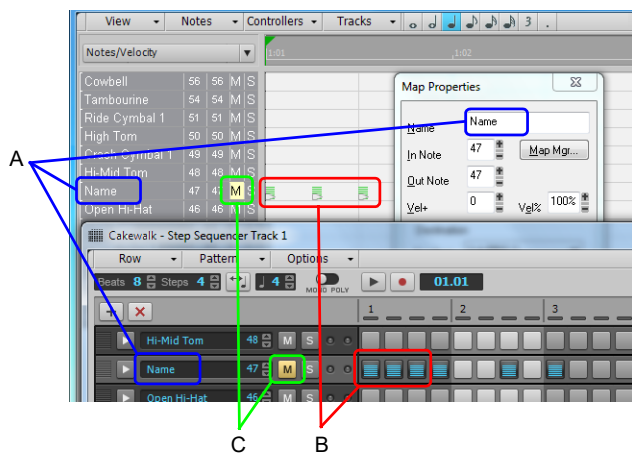 View Notes Controllers Tracks 3 .
Notes/Velocity 1:01 1:02
Cowbell 56 56 M S
Tambourine 54 54 M S
Ride Cymbal 1 51 51 M S
High Tom 50 50 M S
Crash Cymbal 1 49 49 M S
Hi-Mid Tom 48 48 M S
Name 47 47 M S
Open Hi-Hat 46 46 M S
Map Properties
Name Name
In Note 47 Map Mgr...
Out Note 47
Vel+ 0 Vel% 100%
Destination
A
Cakewalk - Step Sequencer Track 1
Row Pattern Options
Beats 8 Steps 4 4 MONO POLY 01.01
1 2 3
Hi-Mid Tom 48 M S
Name 47 M S
Open Hi-Hat 46 M S
C B